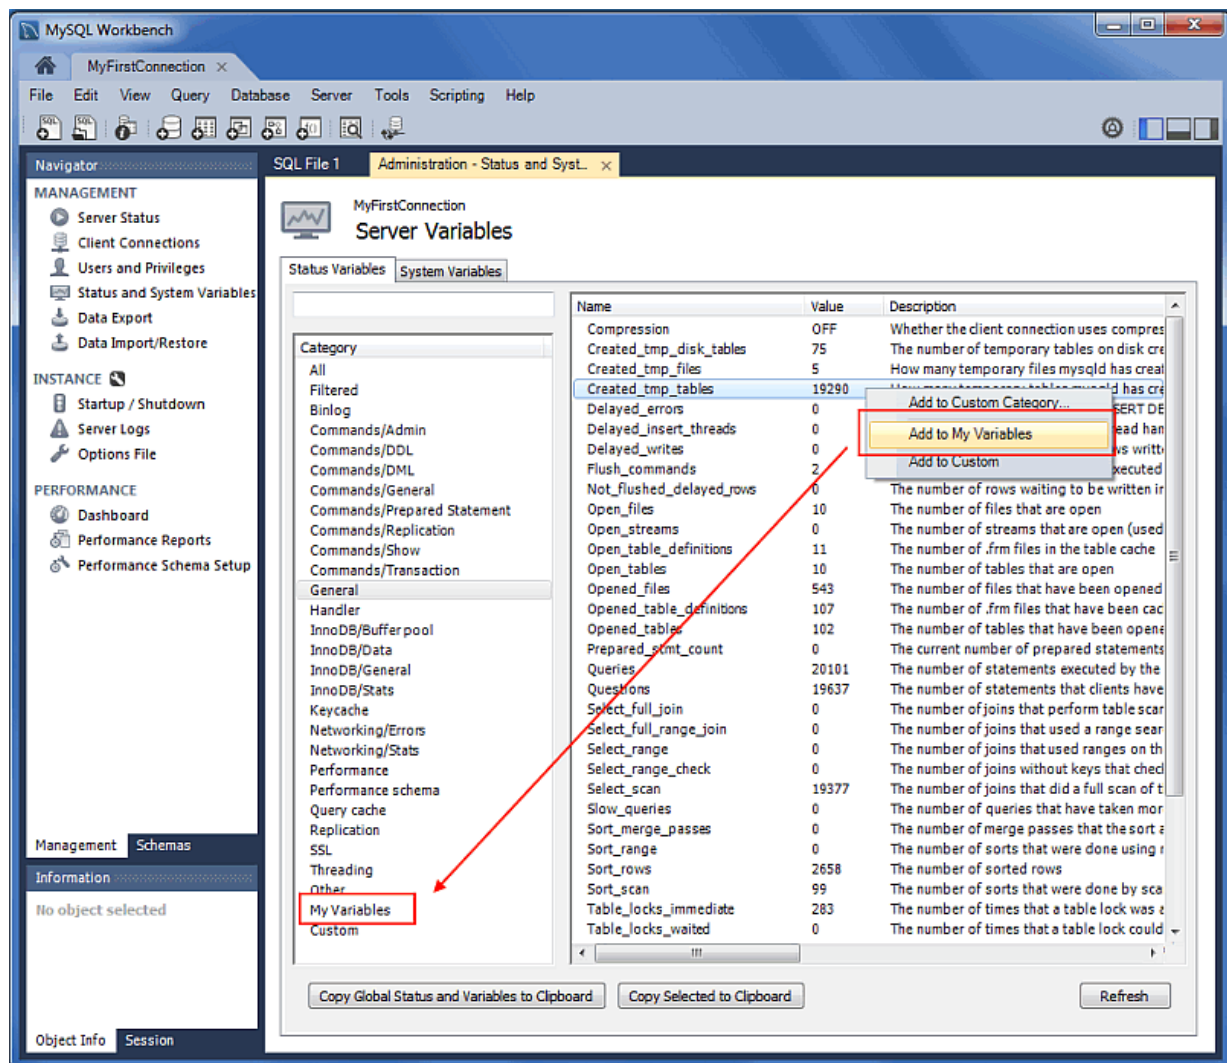 MySQL Workbench
MyFirstConnection
File Edit View Query Database Server Tools Scripting Help
Navigator
MANAGEMENT
Server Status
Client Connections
Users and Privileges
Status and System Variables
Data Export
Data Import/Restore
INSTANCE
Startup / Shutdown
Server Logs
Options File
PERFORMANCE
Dashboard
Performance Reports
Performance Schema Setup
Management Schemas
Information
No object selected
Object Info Session
SQL File 1 Administration - Status and Syst..
MyFirstConnection
Server Variables
Status Variables System Variables
Category
All
Filtered
Binlog
Commands/Admin
Commands/DDL
Commands/DML
Commands/General
Commands/Prepared Statement
Commands/Replication
Commands/Show
Commands/Transaction
General
Handler
InnoDB/Buffer pool
InnoDB/Data
InnoDB/General
InnoDB/Stats
Keycache
Networking/Errors
Networking/Stats
Performance
Performance schema
Query cache
Replication
SSL
Threading
Other
My Variables
Custom
Name Value Description
Compression OFF Whether the client connection uses compres
Created_tmp_disk_tables 75 The number of temporary tables on disk cre
Created_tmp_files 5 How many temporary files mysqld has creat
Created_tmp_tables 19290 How many temporary tables mysqld has cre
Delayed_errors 0 SERT DE
Delayed_insert_threads 0 ead han
Delayed_writes 0 ws writt
Flush_commands 2 executed
Not_flushed_delayed_rows 0 The number of rows waiting to be written in
Open_files 10 The number of files that are open
Open_streams 0 The number of streams that are open (used
Open_table_definitions 11 The number of .frm files in the table cache
Open_tables 10 The number of tables that are open
Opened_files 543 The number of files that have been opened
Opened_table_definitions 107 The number of .frm files that have been cac
Opened_tables 102 The number of tables that have been opene
Prepared_stmt_count 0 The current number of prepared statements
Queries 20101 The number of statements executed by the
Questions 19637 The number of statements that clients have
Select_full_join 0 The number of joins that perform table scar
Select_full_range_join 0 The number of joins that used a range sear
Select_range 0 The number of joins that used ranges on th
Select_range_check 0 The number of joins without keys that chec
Select_scan 19377 The number of joins that did a full scan of t
Slow_queries 0 The number of queries that have taken mor
Sort_merge_passes 0 The number of merge passes that the sort a
Sort_range 0 The number of sorts that were done using r
Sort_rows 2658 The number of sorted rows
Sort_scan 99 The number of sorts that were done by sca
Table_locks_immediate 283 The number of times that a table lock was a
Table_locks_waited 0 The number of times that a table lock could
Add to Custom Category...
Add to My Variables
Add to Custom
Copy Global Status and Variables to Clipboard Copy Selected to Clipboard Refresh